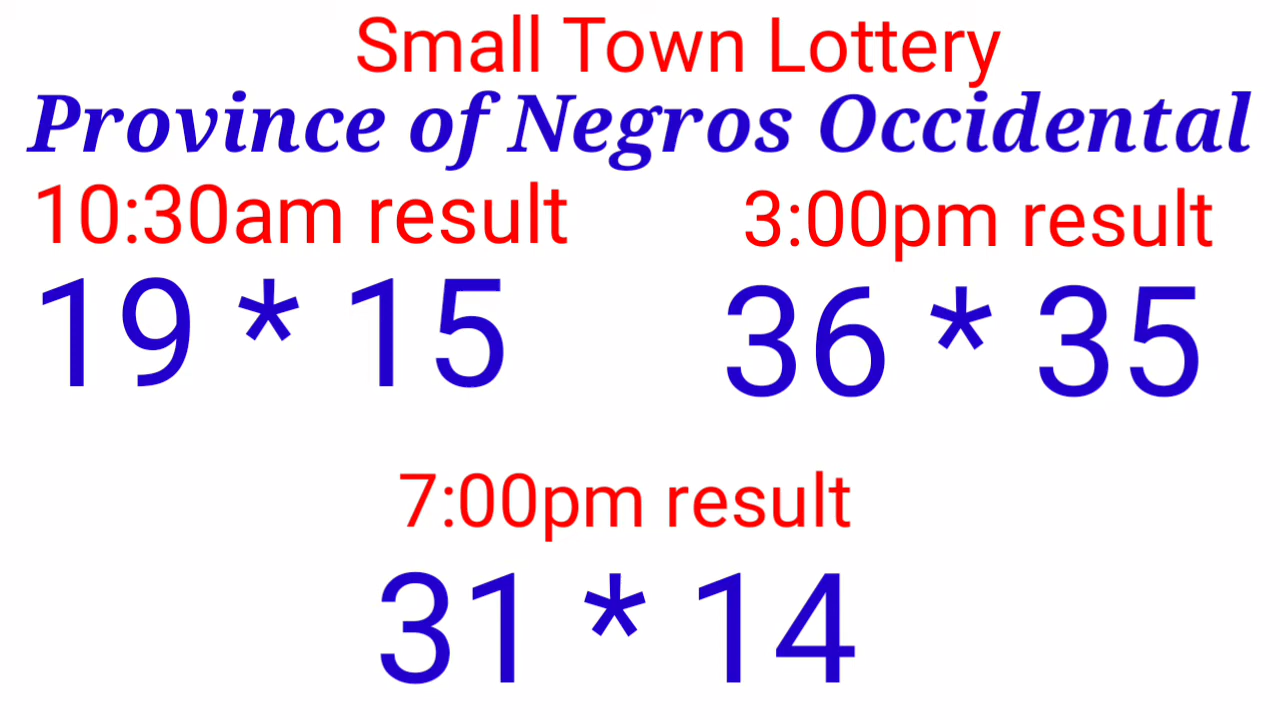 Small Town Lottery
Province of Negros Occidental
10:30am result
19 * 15
3:00pm result
36 * 35
7:00pm result
31 * 14